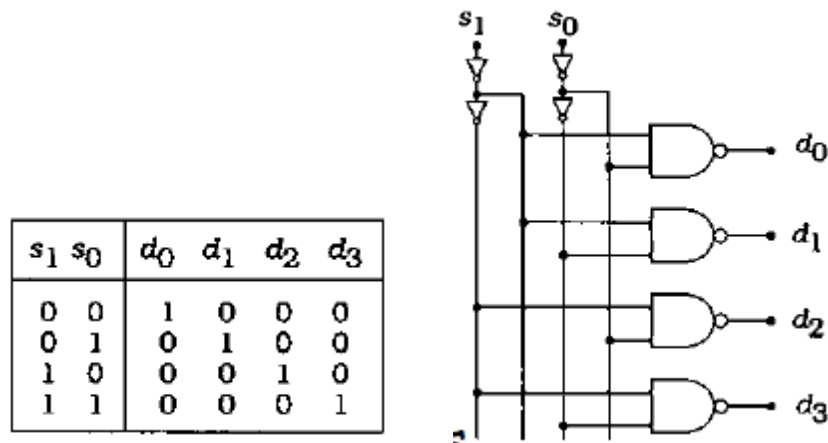 s1 s0
d0
d1
d2
d3
s1 s0 d0 d1 d2 d3
0 0 1 0 0 0
0 1 0 1 0 0
1 0 0 0 1 0
1 1 0 0 0 1